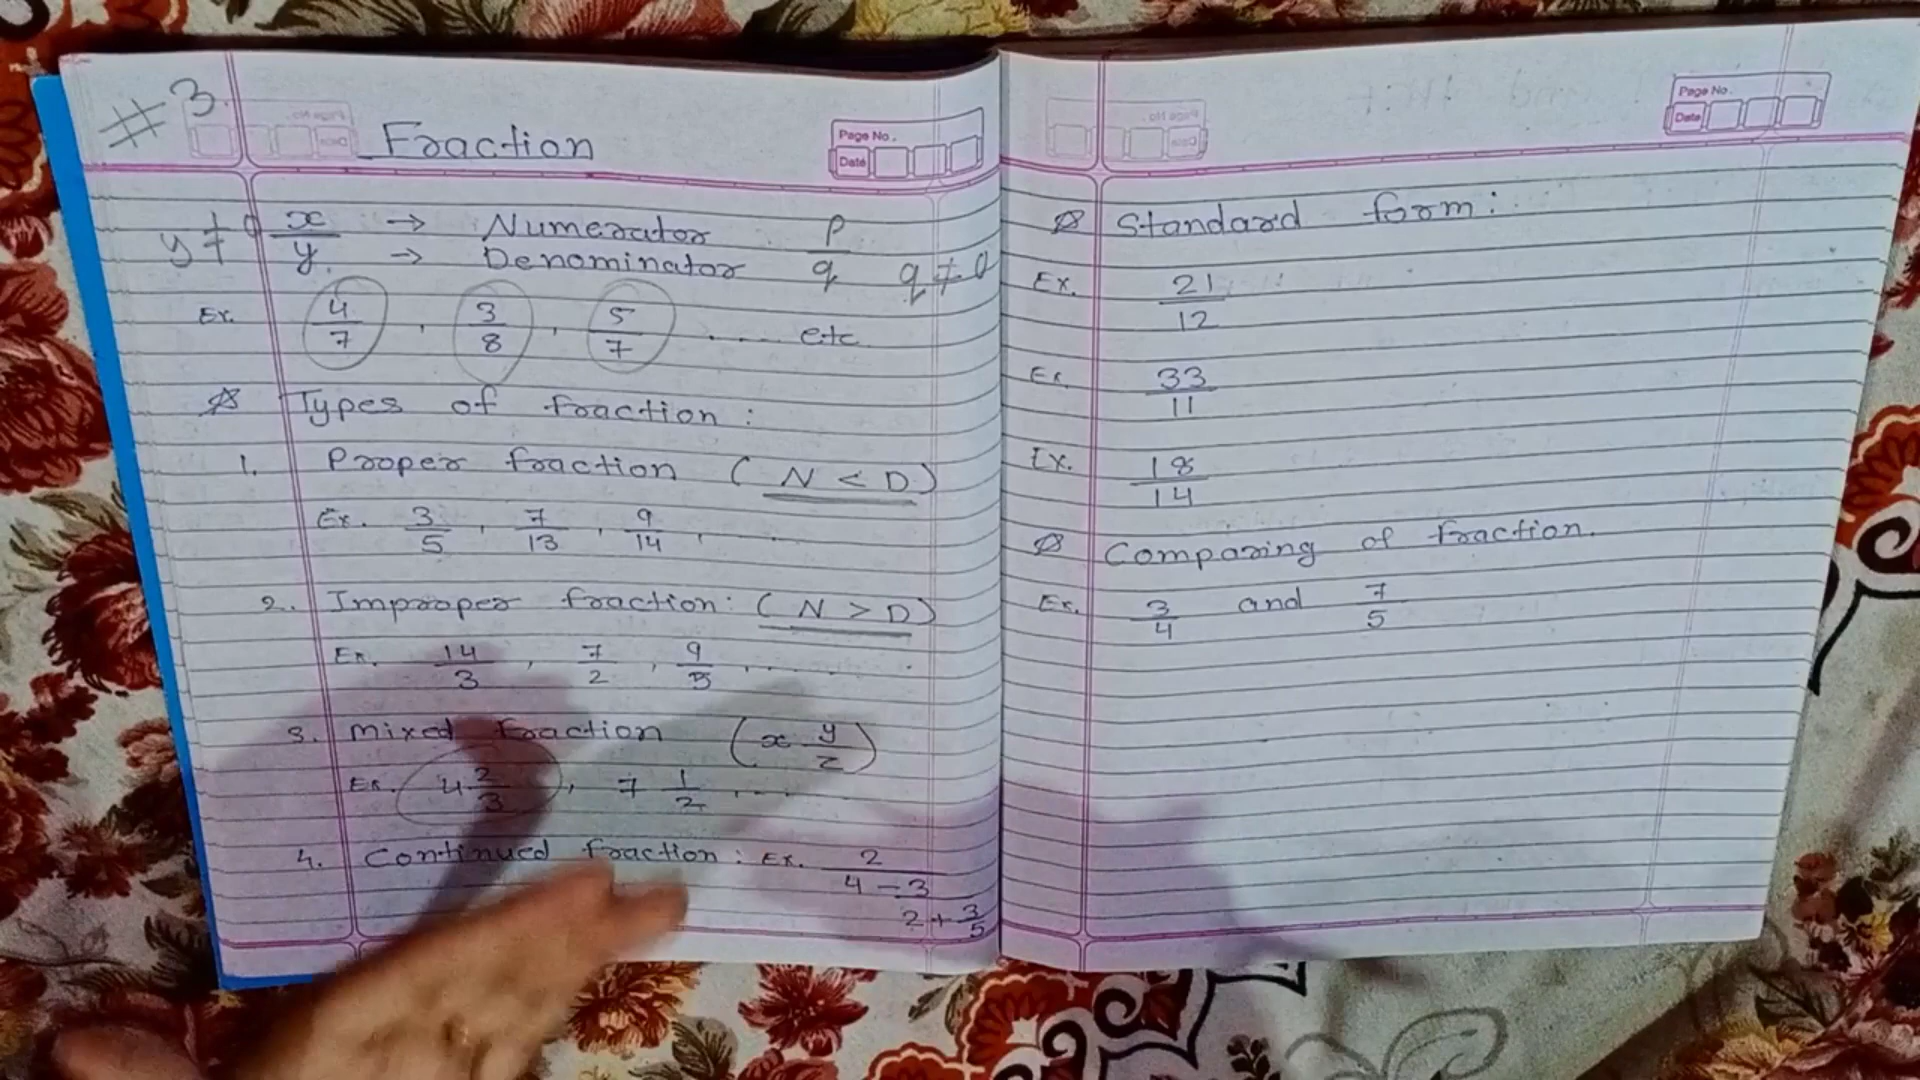 #3
Fraction
Page No.
Date
y ≠ 0 x/y → Numerator p/q q ≠ 0
→ Denominator
Ex. 4/7, 3/8, 5/7 ..... etc
Types of fraction:
1. Proper fraction (N < D)
Ex. 3/5, 7/13, 9/14, .....
2. Improper fraction: (N > D)
Ex. 14/3, 7/2, 9/5, .....
3. Mixed fraction (x y/z)
Ex. 4 2/3, 7 1/2, ....
4. Continued fraction: Ex. 2
4 - 3
2 + 3/5
Page No.
Date
Standard form:
Ex. 21/12
Ex. 33/11
Ex. 18/14
Comparing of fraction.
Ex. 3/4 and 7/5